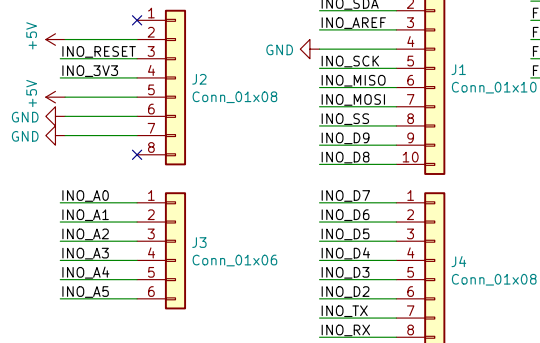 1
+5V 2
INO_RESET 3
INO_3V3 4
+5V 5
GND 6
GND 7
8
J2
Conn_01x08
INO_SDA 2
INO_AREF 3
GND 4
INO_SCK 5
INO_MISO 6
INO_MOSI 7
INO_SS 8
INO_D9 9
INO_D8 10
J1
Conn_01x10
F
F
F
F
INO_A0 1
INO_A1 2
INO_A2 3
INO_A3 4
INO_A4 5
INO_A5 6
J3
Conn_01x06
INO_D7 1
INO_D6 2
INO_D5 3
INO_D4 4
INO_D3 5
INO_D2 6
INO_TX 7
INO_RX 8
J4
Conn_01x08